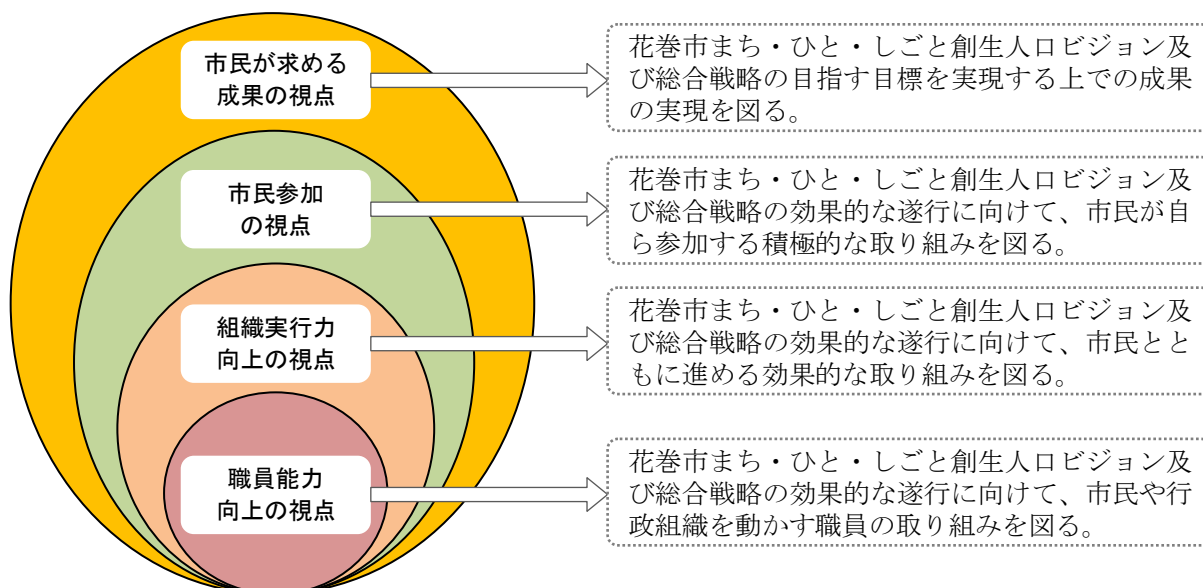 市民が求める
成果の視点
花巻市まち・ひと・しごと創生人口ビジョン及
び総合戦略の目指す目標を実現する上での成果
の実現を図る。
市民参加
の視点
花巻市まち・ひと・しごと創生人口ビジョン及
び総合戦略の効果的な遂行に向けて、市民が自
ら参加する積極的な取り組みを図る。
組織実行力
向上の視点
花巻市まち・ひと・しごと創生人口ビジョン及
び総合戦略の効果的な遂行に向けて、市民とと
もに進める効果的な取り組みを図る。
職員能力
向上の視点
花巻市まち・ひと・しごと創生人口ビジョン及
び総合戦略の効果的な遂行に向けて、市民や行
政組織を動かす職員の取り組みを図る。